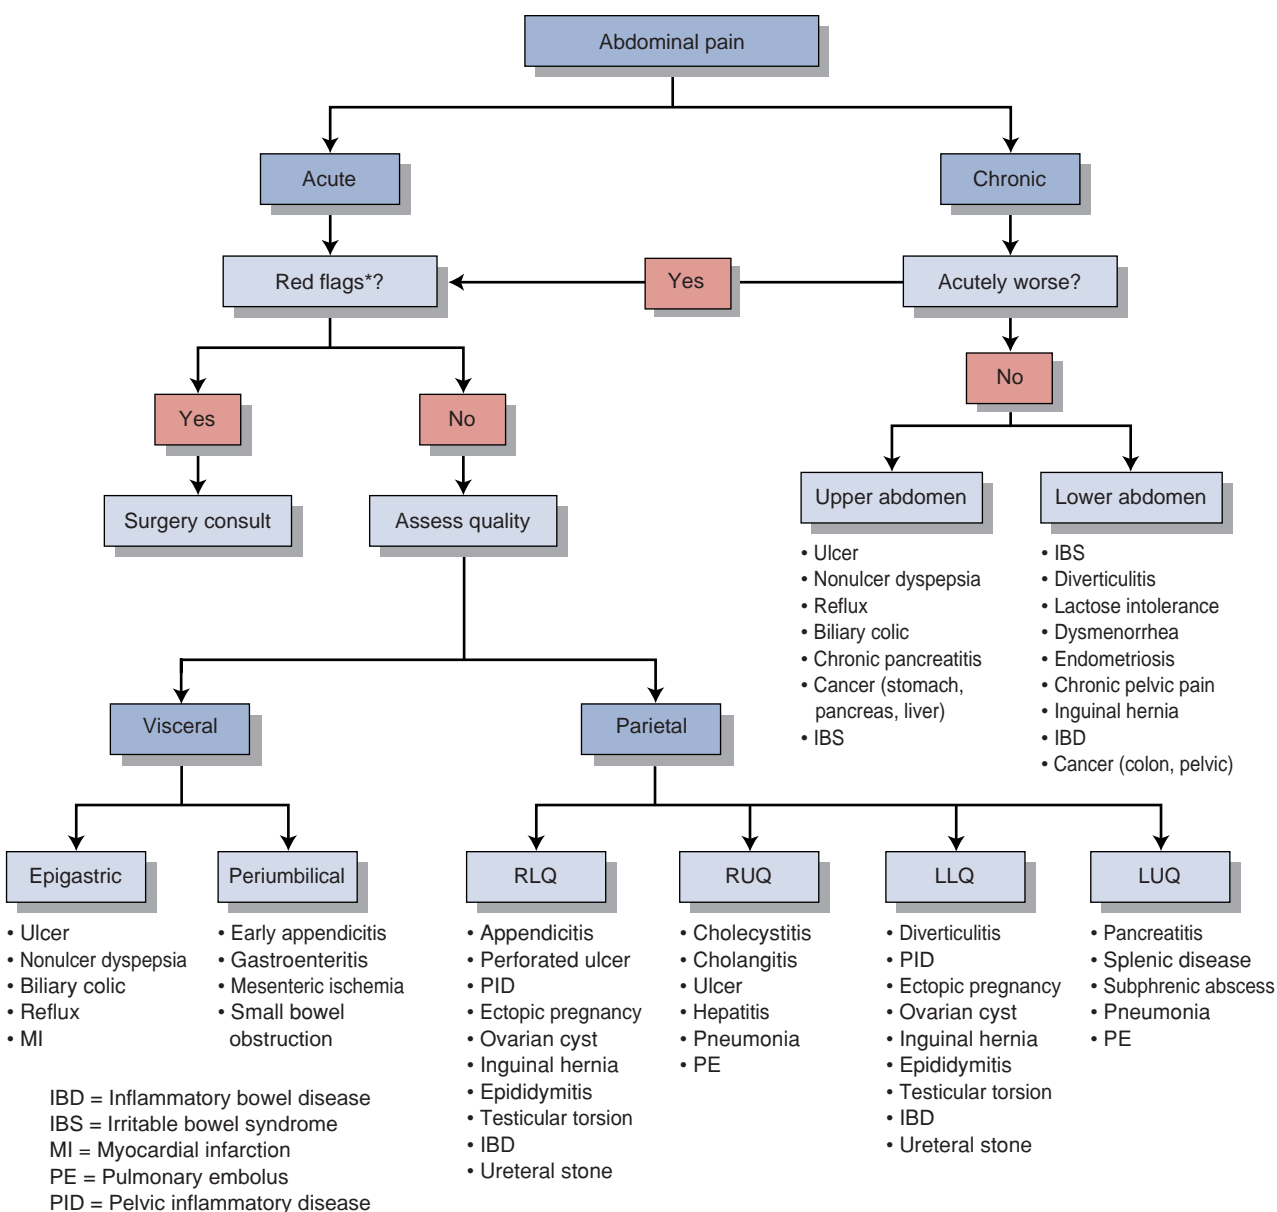 Abdominal pain
Acute
Chronic
Red flags*?
Yes
Acutely worse?
No
Yes
No
Surgery consult
Assess quality
Upper abdomen
• Ulcer
• Nonulcer dyspepsia
• Reflux
• Biliary colic
• Chronic pancreatitis
• Cancer (stomach,
pancreas, liver)
• IBS
Lower abdomen
• IBS
• Diverticulitis
• Lactose intolerance
• Dysmenorrhea
• Endometriosis
• Chronic pelvic pain
• Inguinal hernia
• IBD
• Cancer (colon, pelvic)
Visceral
Parietal
Epigastric
• Ulcer
• Nonulcer dyspepsia
• Biliary colic
• Reflux
• MI
Periumbilical
• Early appendicitis
• Gastroenteritis
• Mesenteric ischemia
• Small bowel
obstruction
RLQ
• Appendicitis
• Perforated ulcer
• PID
• Ectopic pregnancy
• Ovarian cyst
• Inguinal hernia
• Epididymitis
• Testicular torsion
• IBD
• Ureteral stone
RUQ
• Cholecystitis
• Cholangitis
• Ulcer
• Hepatitis
• Pneumonia
• PE
LLQ
• Diverticulitis
• PID
• Ectopic pregnancy
• Ovarian cyst
• Inguinal hernia
• Epididymitis
• Testicular torsion
• IBD
• Ureteral stone
LUQ
• Pancreatitis
• Splenic disease
• Subphrenic abscess
• Pneumonia
• PE
IBD = Inflammatory bowel disease
IBS = Irritable bowel syndrome
MI = Myocardial infarction
PE = Pulmonary embolus
PID = Pelvic inflammatory disease